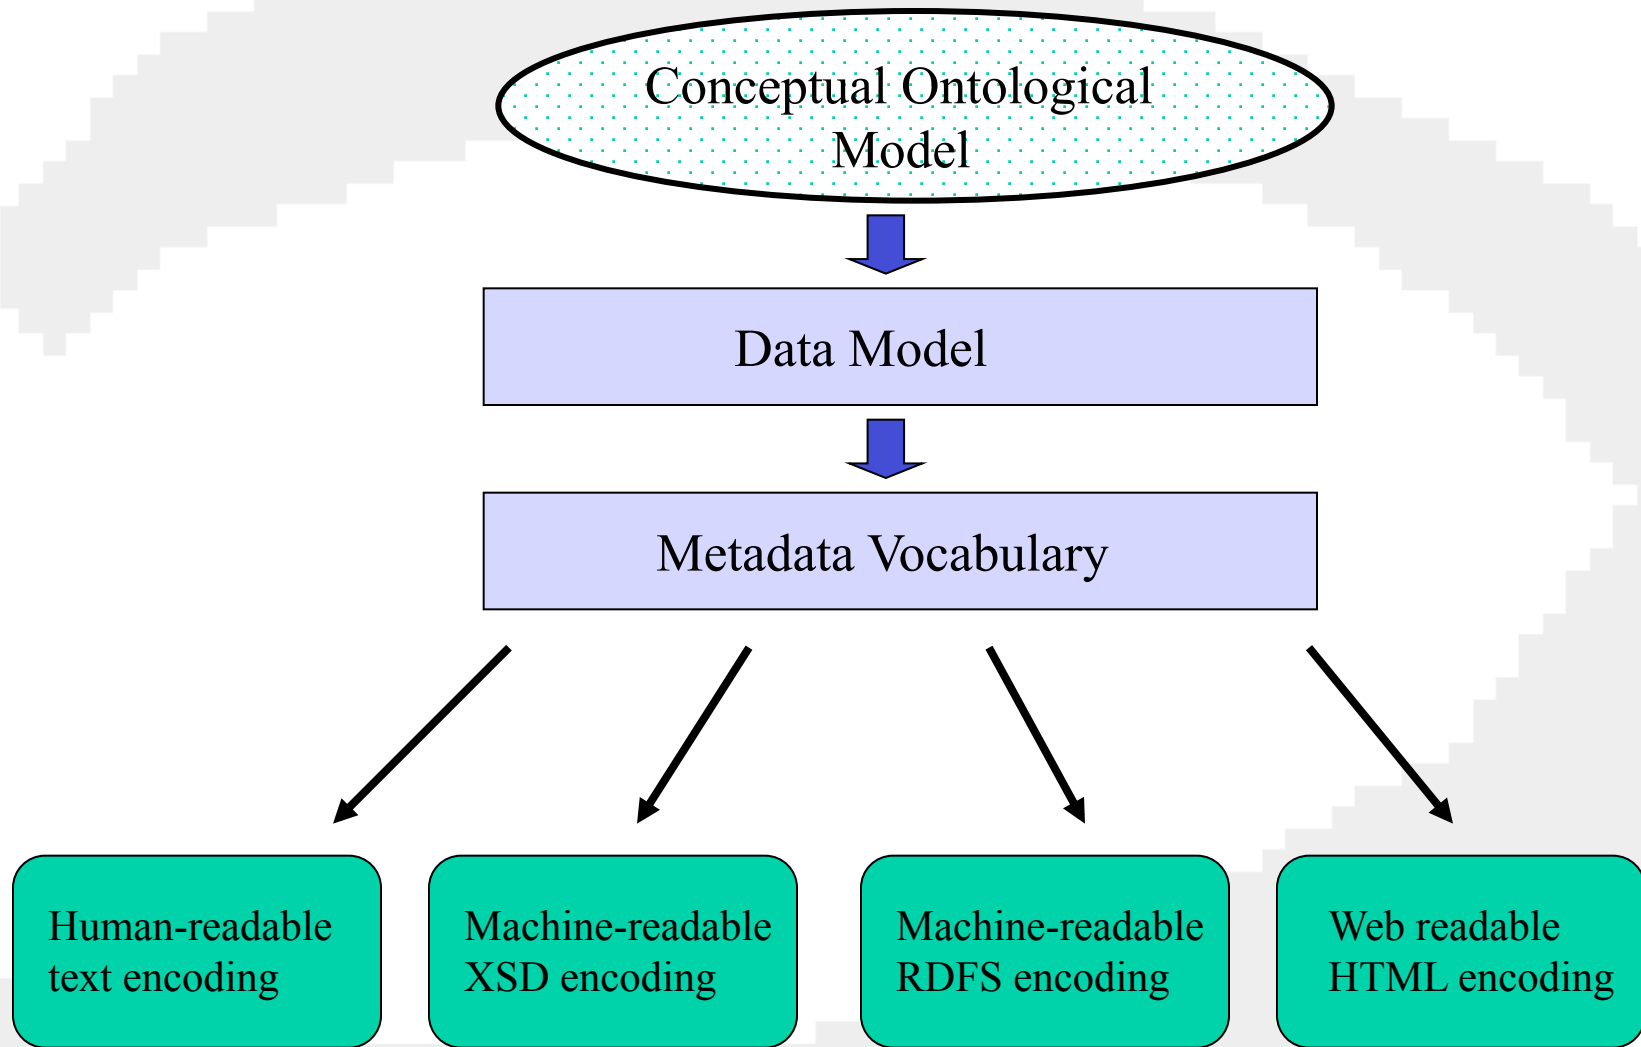 Conceptual Ontological
Model
Data Model
Metadata Vocabulary
Human-readable
text encoding
Machine-readable
XSD encoding
Machine-readable
RDFS encoding
Web readable
HTML encoding